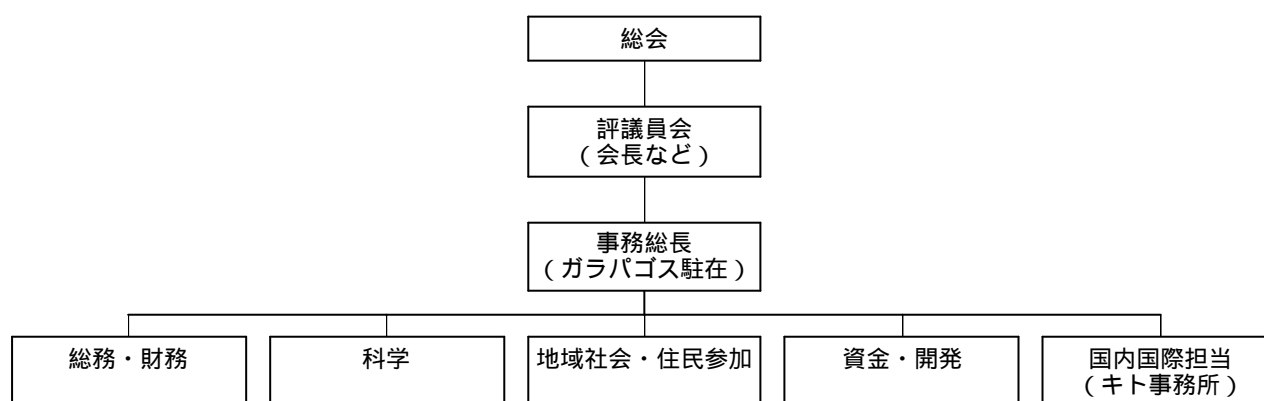 総会
評議員会
（会長など）
事務総長
（ガラパゴス駐在）
総務・財務
科学
地域社会・住民参加
資金・開発
国内国際担当
（キト事務所）